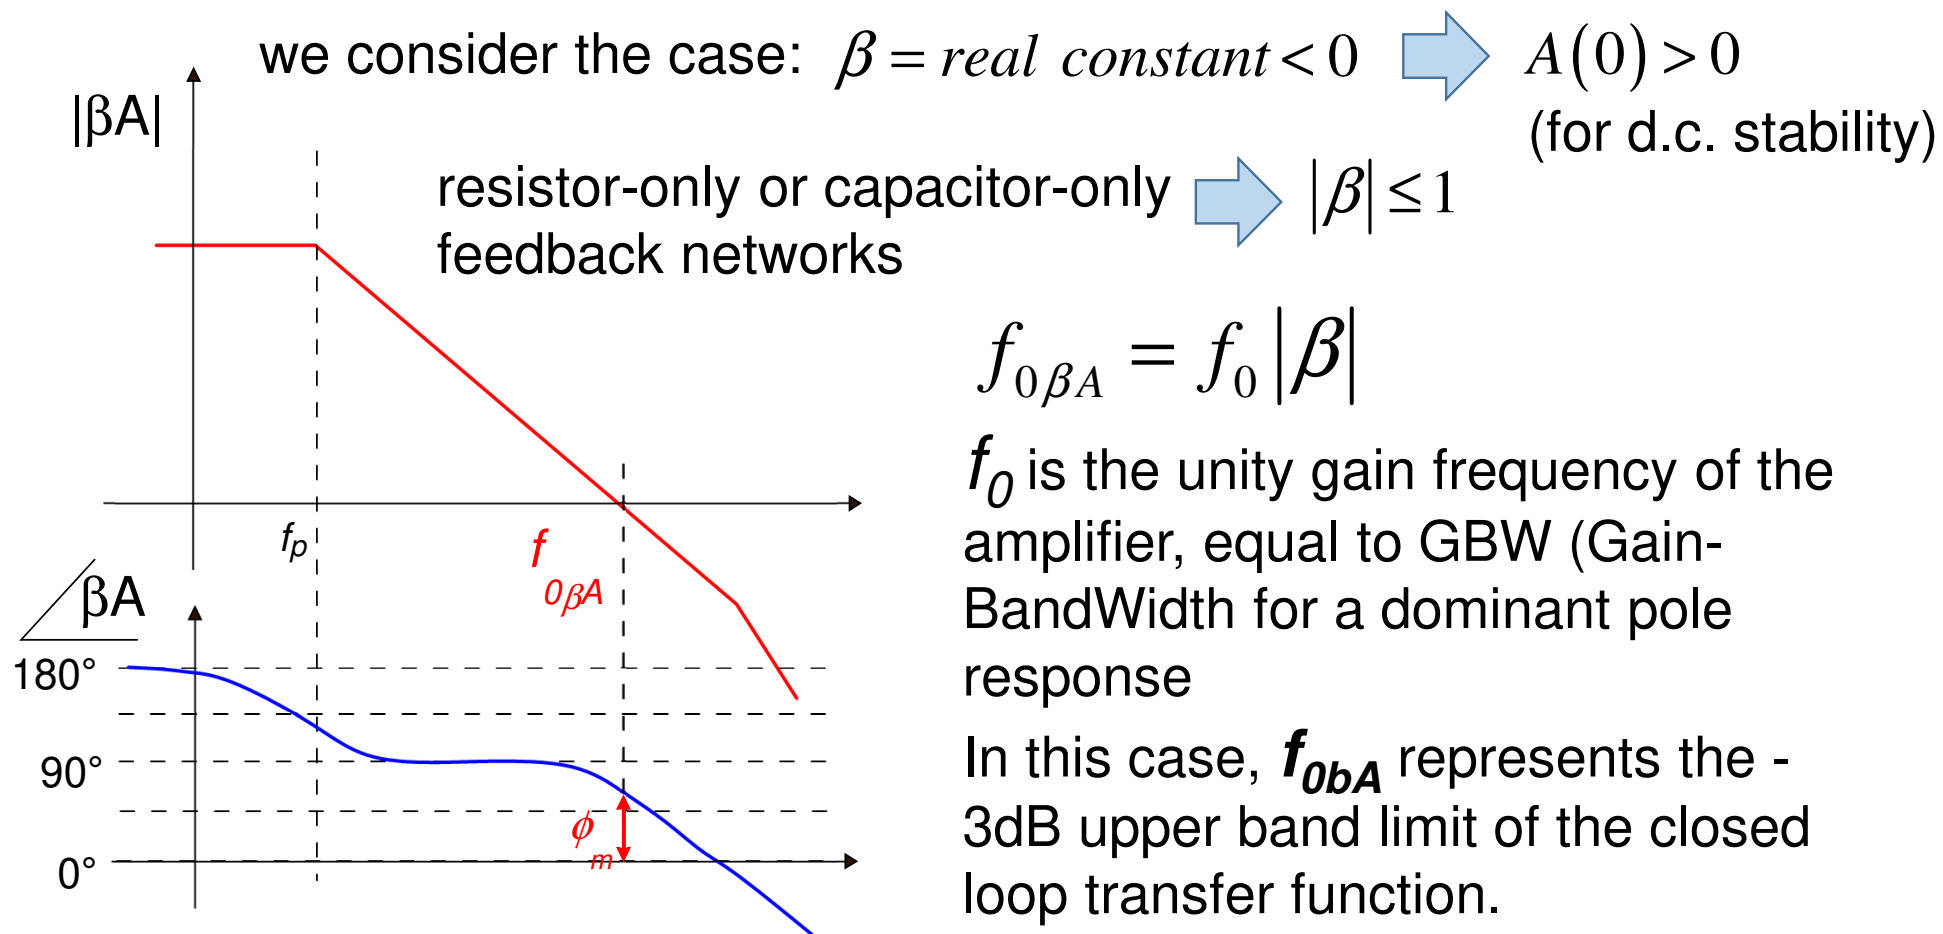 we consider the case: β = real constant < 0 A(0) > 0
(for d.c. stability)
|βA|
resistor-only or capacitor-only |β| ≤ 1
feedback networks
f0βA = f0|β|
f0 is the unity gain frequency of the
amplifier, equal to GBW (Gain-
BandWidth for a dominant pole
response
In this case, f0bA represents the -
3dB upper band limit of the closed
loop transfer function.
fp
f0βA
βA
180°
90°
0°
ϕm